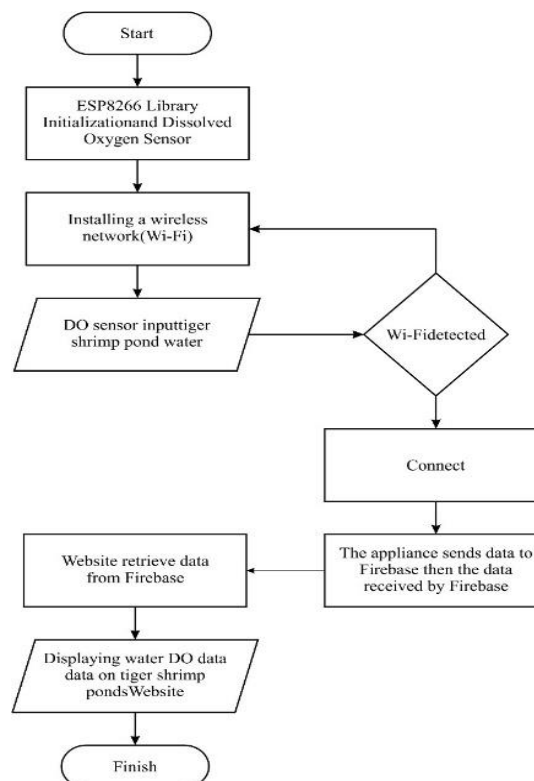 Start
ESP8266 Library
Initializationand Dissolved
Oxygen Sensor
Installing a wireless
network(Wi-Fi)
DO sensor inputtiger
shrimp pond water
Wi-Fidetected
Connect
The appliance sends data to
Firebase then the data
received by Firebase
Website retrieve data
from Firebase
Displaying water DO data
data on tiger shrimp
pondsWebsite
Finish